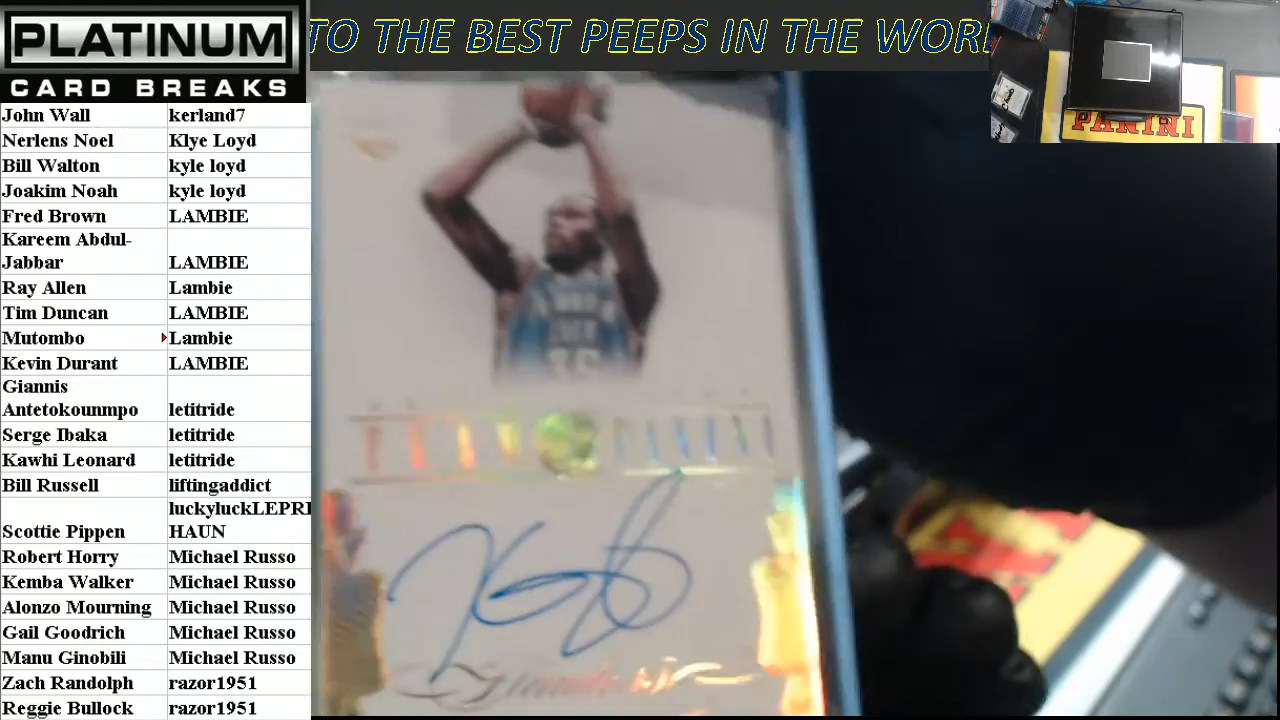 PLATINUM
CARD BREAKS
TO THE BEST PEEPS IN THE WORL
John Wall kerland7
Nerlens Noel Klye Loyd
Bill Walton kyle loyd
Joakim Noah kyle loyd
Fred Brown LAMBIE
Kareem Abdul-
Jabbar LAMBIE
Ray Allen Lambie
Tim Duncan LAMBIE
Mutombo Lambie
Kevin Durant LAMBIE
Giannis
Antetokounmpo letitride
Serge Ibaka letitride
Kawhi Leonard letitride
Bill Russell liftingaddict
luckyluckLEPRI
Scottie Pippen HAUN
Robert Horry Michael Russo
Kemba Walker Michael Russo
Alonzo Mourning Michael Russo
Gail Goodrich Michael Russo
Manu Ginobili Michael Russo
Zach Randolph razor1951
Reggie Bullock razor1951
PANINI